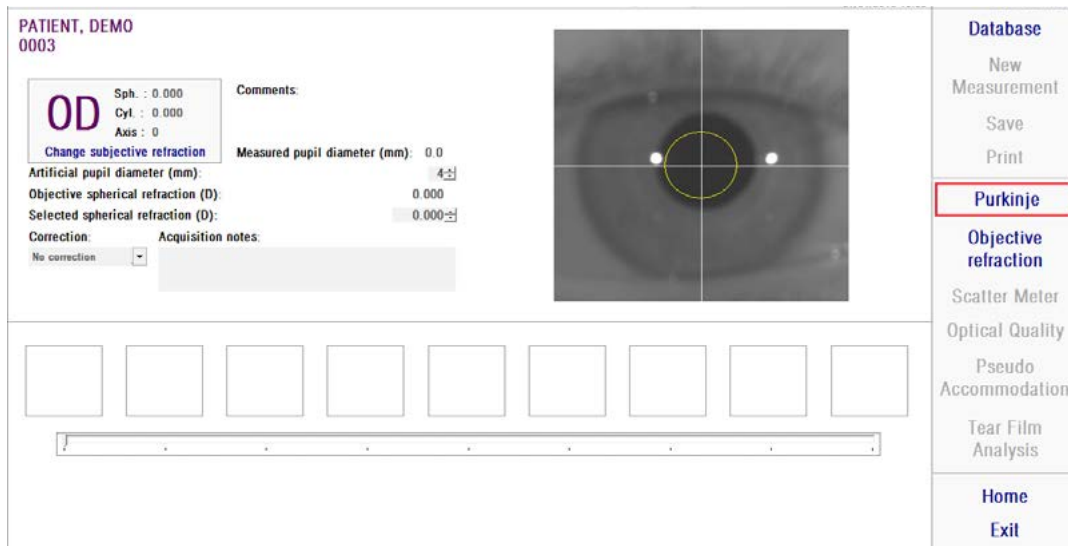 PATIENT, DEMO
0003
OD
Sph. : 0.000
Cyl. : 0.000
Axis : 0
Change subjective refraction
Comments:
Measured pupil diameter (mm): 0.0
Artificial pupil diameter (mm): 4
Objective spherical refraction (D): 0.000
Selected spherical refraction (D): 0.000
Correction: Acquisition notes:
No correction
Database
New
Measurement
Save
Print
Purkinje
Objective
refraction
Scatter Meter
Optical Quality
Pseudo
Accommodation
Tear Film
Analysis
Home
Exit